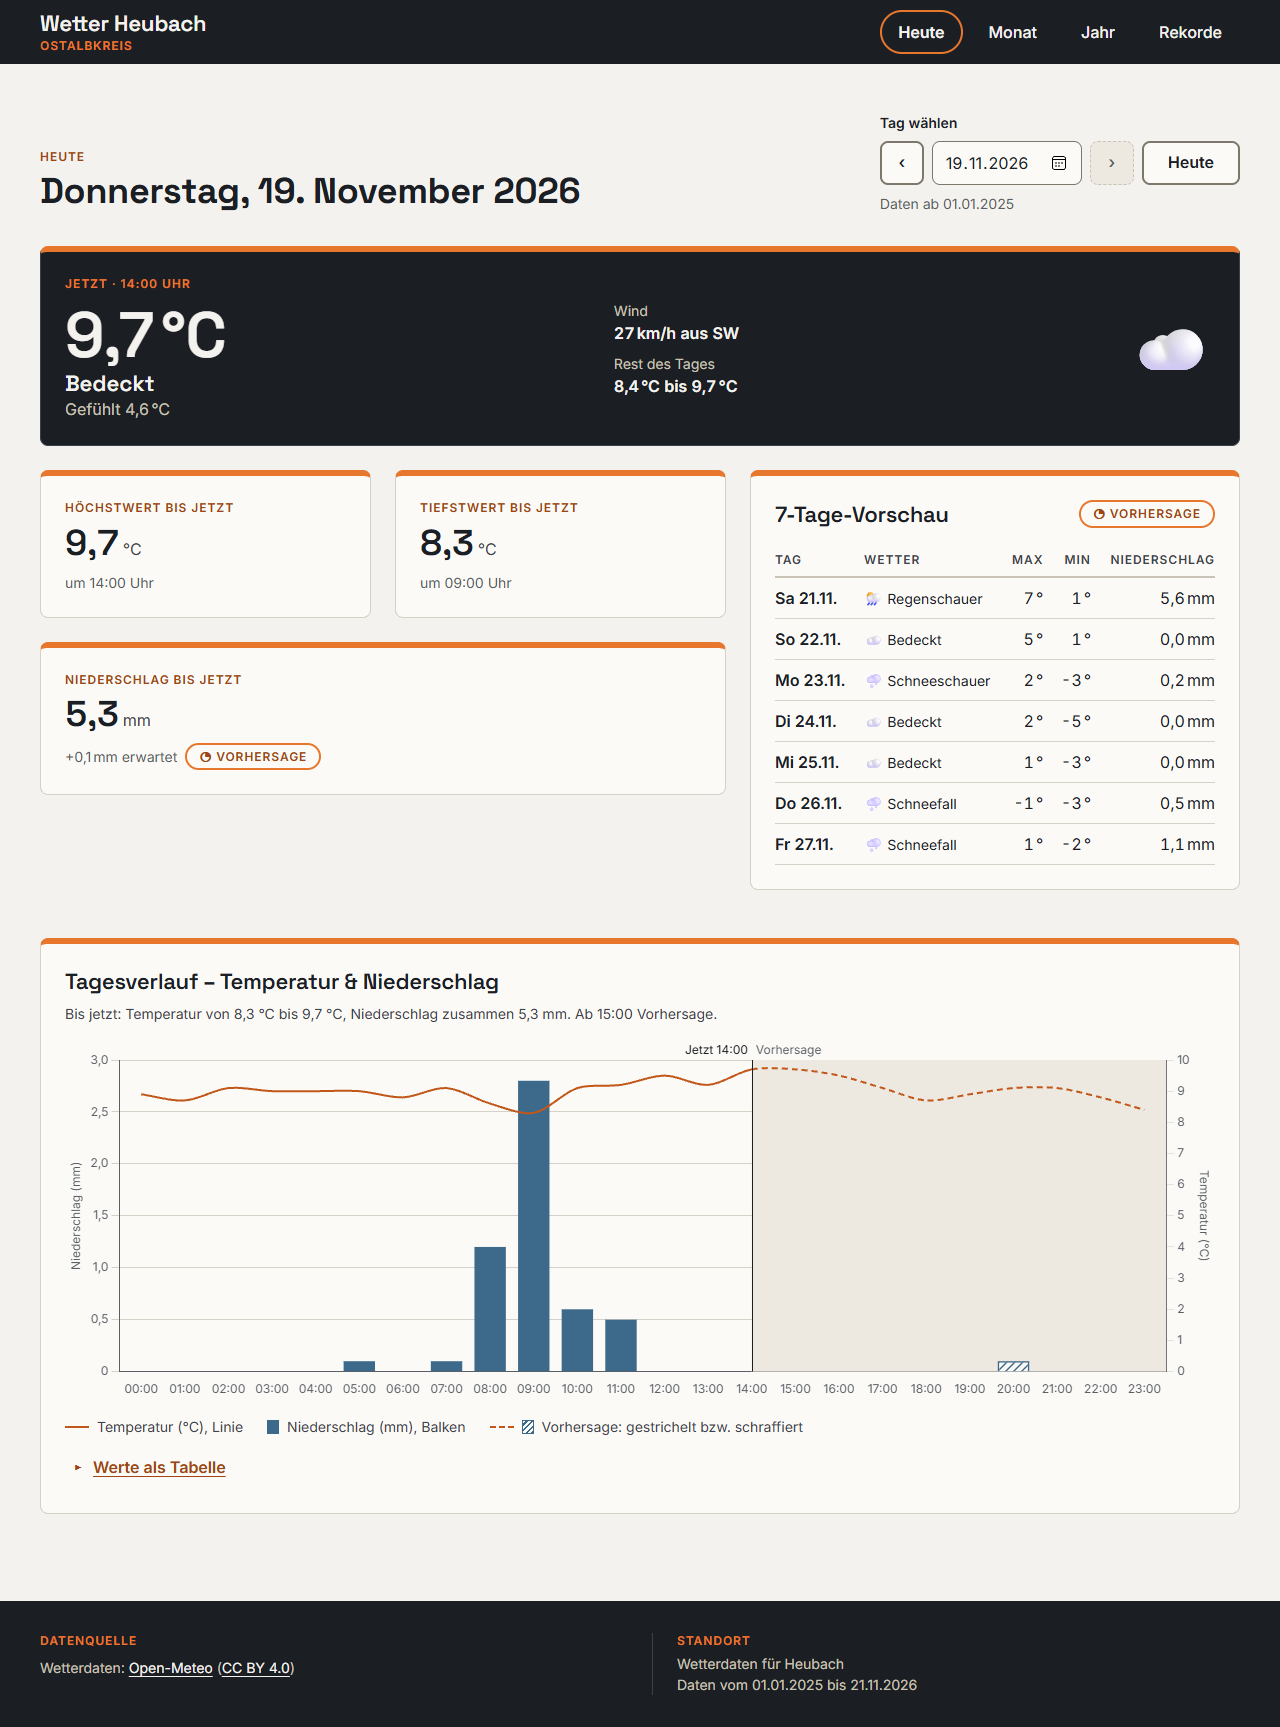 Wetter Heubach
OSTALBKREIS
Heute
Monat
Jahr
Rekorde
HEUTE
Donnerstag, 19. November 2026
Tag wählen
‹
19.11.2026
›
Heute
Daten ab 01.01.2025
JETZT · 14:00 UHR
9,7 °C
Bedeckt
Gefühlt 4,6 °C
Wind
27 km/h aus SW
Rest des Tages
8,4 °C bis 9,7 °C
HÖCHSTWERT BIS JETZT
9,7 °C
um 14:00 Uhr
TIEFSTWERT BIS JETZT
8,3 °C
um 09:00 Uhr
NIEDERSCHLAG BIS JETZT
5,3 mm
+0,1 mm erwartet VORHERSAGE
7-Tage-Vorschau
VORHERSAGE
TAG WETTER MAX MIN NIEDERSCHLAG
Sa 21.11. Regenschauer 7 ° 1 ° 5,6 mm
So 22.11. Bedeckt 5 ° 1 ° 0,0 mm
Mo 23.11. Schneeschauer 2 ° -3 ° 0,2 mm
Di 24.11. Bedeckt 2 ° -5 ° 0,0 mm
Mi 25.11. Bedeckt 1 ° -3 ° 0,0 mm
Do 26.11. Schneefall -1 ° -3 ° 0,5 mm
Fr 27.11. Schneefall 1 ° -2 ° 1,1 mm
Tagesverlauf – Temperatur & Niederschlag
Bis jetzt: Temperatur von 8,3 °C bis 9,7 °C, Niederschlag zusammen 5,3 mm. Ab 15:00 Vorhersage.
Jetzt 14:00 Vorhersage
Niederschlag (mm)
3,0
2,5
2,0
1,5
1,0
0,5
0
10
9
8
7
6
5
4
3
2
1
0
Temperatur (°C)
00:00 01:00 02:00 03:00 04:00 05:00 06:00 07:00 08:00 09:00 10:00 11:00 12:00 13:00 14:00 15:00 16:00 17:00 18:00 19:00 20:00 21:00 22:00 23:00
Temperatur (°C), Linie
Niederschlag (mm), Balken
Vorhersage: gestrichelt bzw. schraffiert
► Werte als Tabelle
DATENQUELLE
Wetterdaten: Open-Meteo (CC BY 4.0)
STANDORT
Wetterdaten für Heubach
Daten vom 01.01.2025 bis 21.11.2026